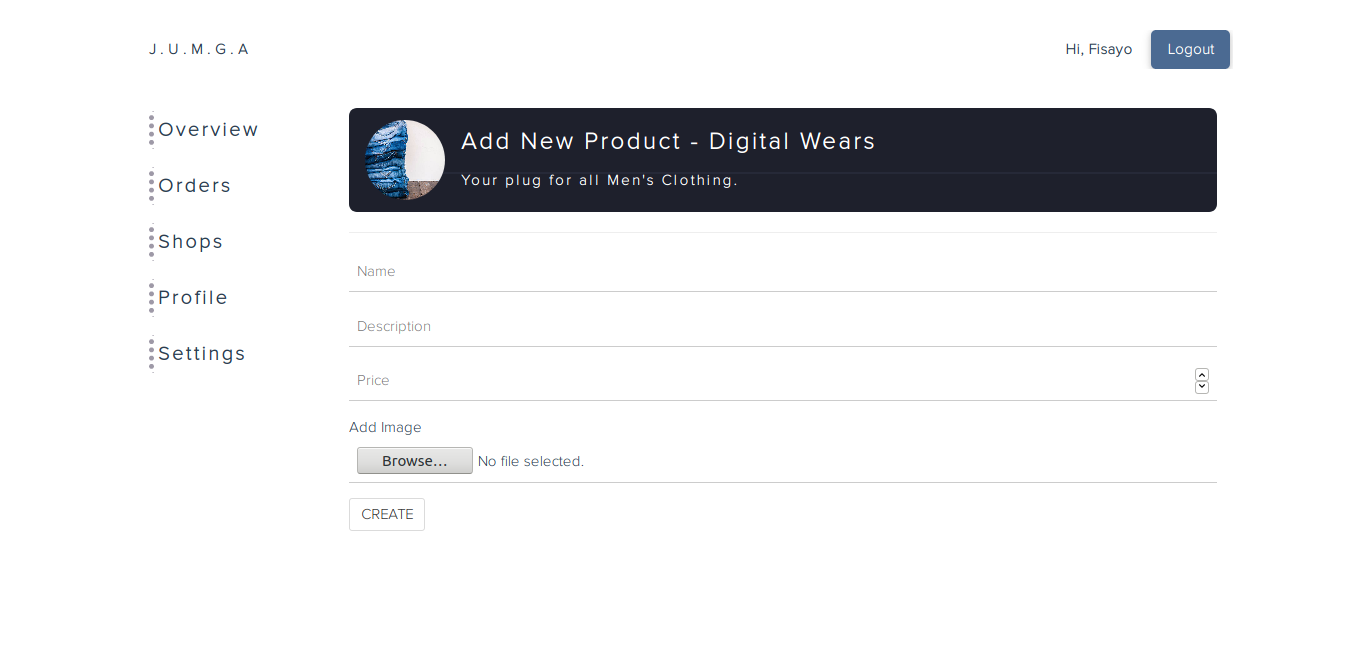 J.U.M.G.A
Hi, Fisayo
Logout
Overview
Orders
Shops
Profile
Settings
Add New Product - Digital Wears
Your plug for all Men's Clothing.
Name
Description
Price
Add Image
Browse...
No file selected.
CREATE